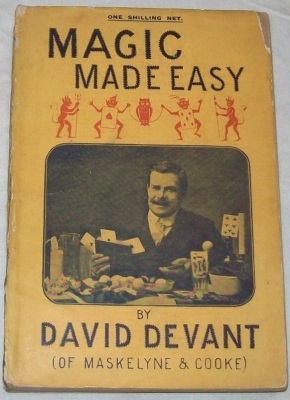 ONE SHILLING NET.
MAGIC
MADE EASY
BY
DAVID DEVANT
(OF MASKELYNE & COOKE)